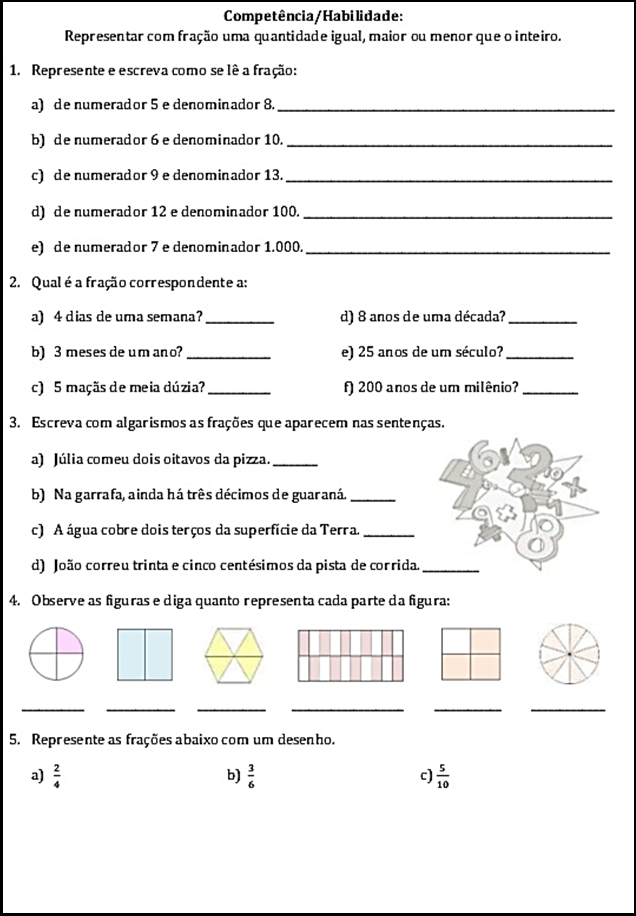 Competência/Habilidade:
Representar com fração uma quantidade igual, maior ou menor que o inteiro.
1. Represente e escreva como se lê a fração:
a) de numerador 5 e denominador 8.
b) de numerador 6 e denominador 10.
c) de numerador 9 e denominador 13.
d) de numerador 12 e denominador 100.
e) de numerador 7 e denominador 1.000.
2. Qual é a fração correspondente a:
a) 4 dias de uma semana? d) 8 anos de uma década?
b) 3 meses de um ano? e) 25 anos de um século?
c) 5 maçãs de meia dúzia? f) 200 anos de um milênio?
3. Escreva com algarismos as frações que aparecem nas sentenças.
a) Júlia comeu dois oitavos da pizza.
b) Na garrafa, ainda há três décimos de guaraná.
c) A água cobre dois terços da superfície da Terra.
d) João correu trinta e cinco centésimos da pista de corrida.
4. Observe as figuras e diga quanto representa cada parte da figura:
5. Represente as frações abaixo com um desenho.
a) 2/4 b) 3/6 c) 5/10